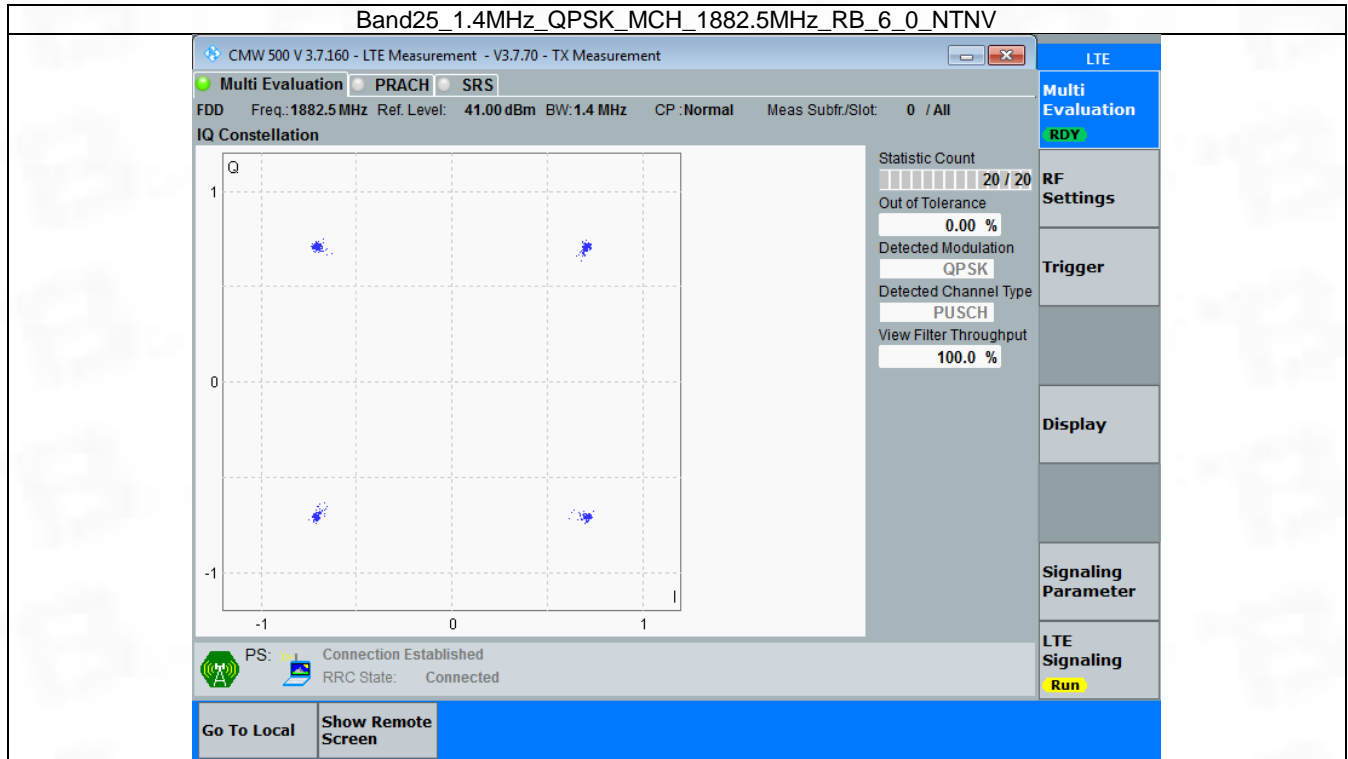 Band25_1.4MHz_QPSK_MCH_1882.5MHz_RB_6_0_NTNV
CMW 500 V 3.7.160 - LTE Measurement - V3.7.70 - TX Measurement
LTE
Multi Evaluation PRACH SRS
FDD Freq.:1882.5 MHz Ref. Level: 41.00 dBm BW:1.4 MHz CP :Normal Meas Subfr./Slot: 0 / All
IQ Constellation
Multi
Evaluation
RDY
Q
1
0
-1
I
-1 0 1
Statistic Count
20 / 20
Out of Tolerance
0.00 %
Detected Modulation
QPSK
Detected Channel Type
PUSCH
View Filter Throughput
100.0 %
RF
Settings
Trigger
Display
Signaling
Parameter
LTE
Signaling
Run
PS: Connection Established
RRC State: Connected
Go To Local
Show Remote
Screen